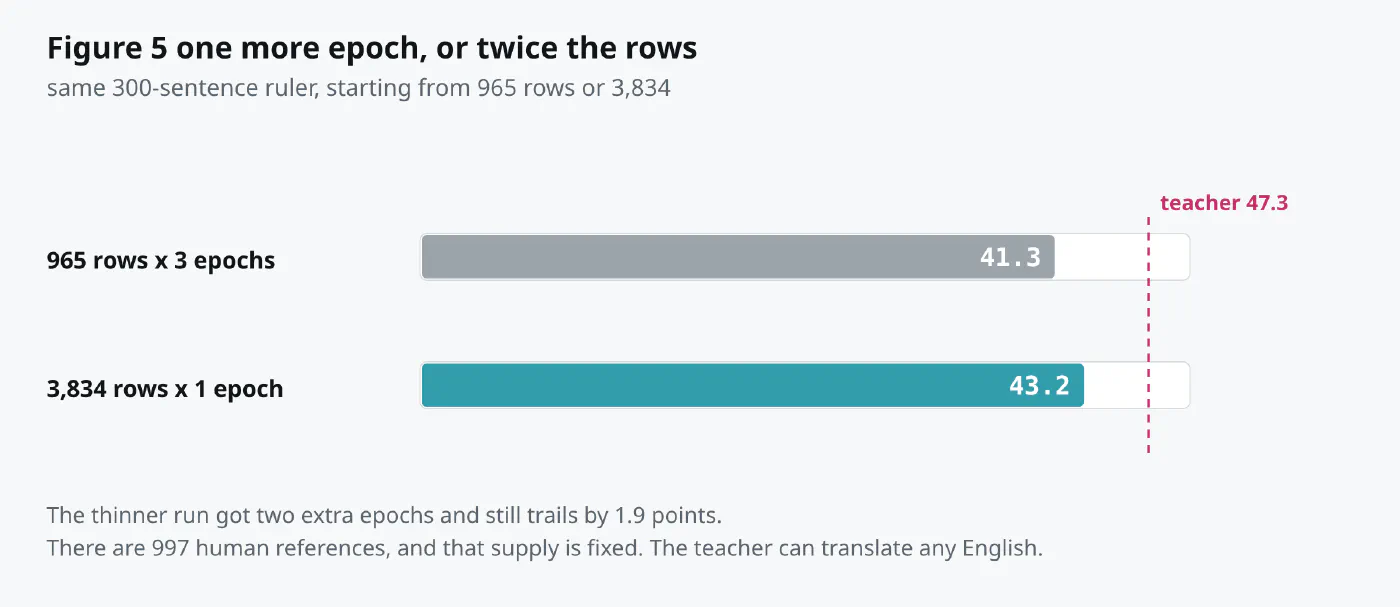 Figure 5 one more epoch, or twice the rows
same 300-sentence ruler, starting from 965 rows or 3,834
teacher 47.3
965 rows x 3 epochs
41.3
3,834 rows x 1 epoch
43.2
The thinner run got two extra epochs and still trails by 1.9 points.
There are 997 human references, and that supply is fixed. The teacher can translate any English.